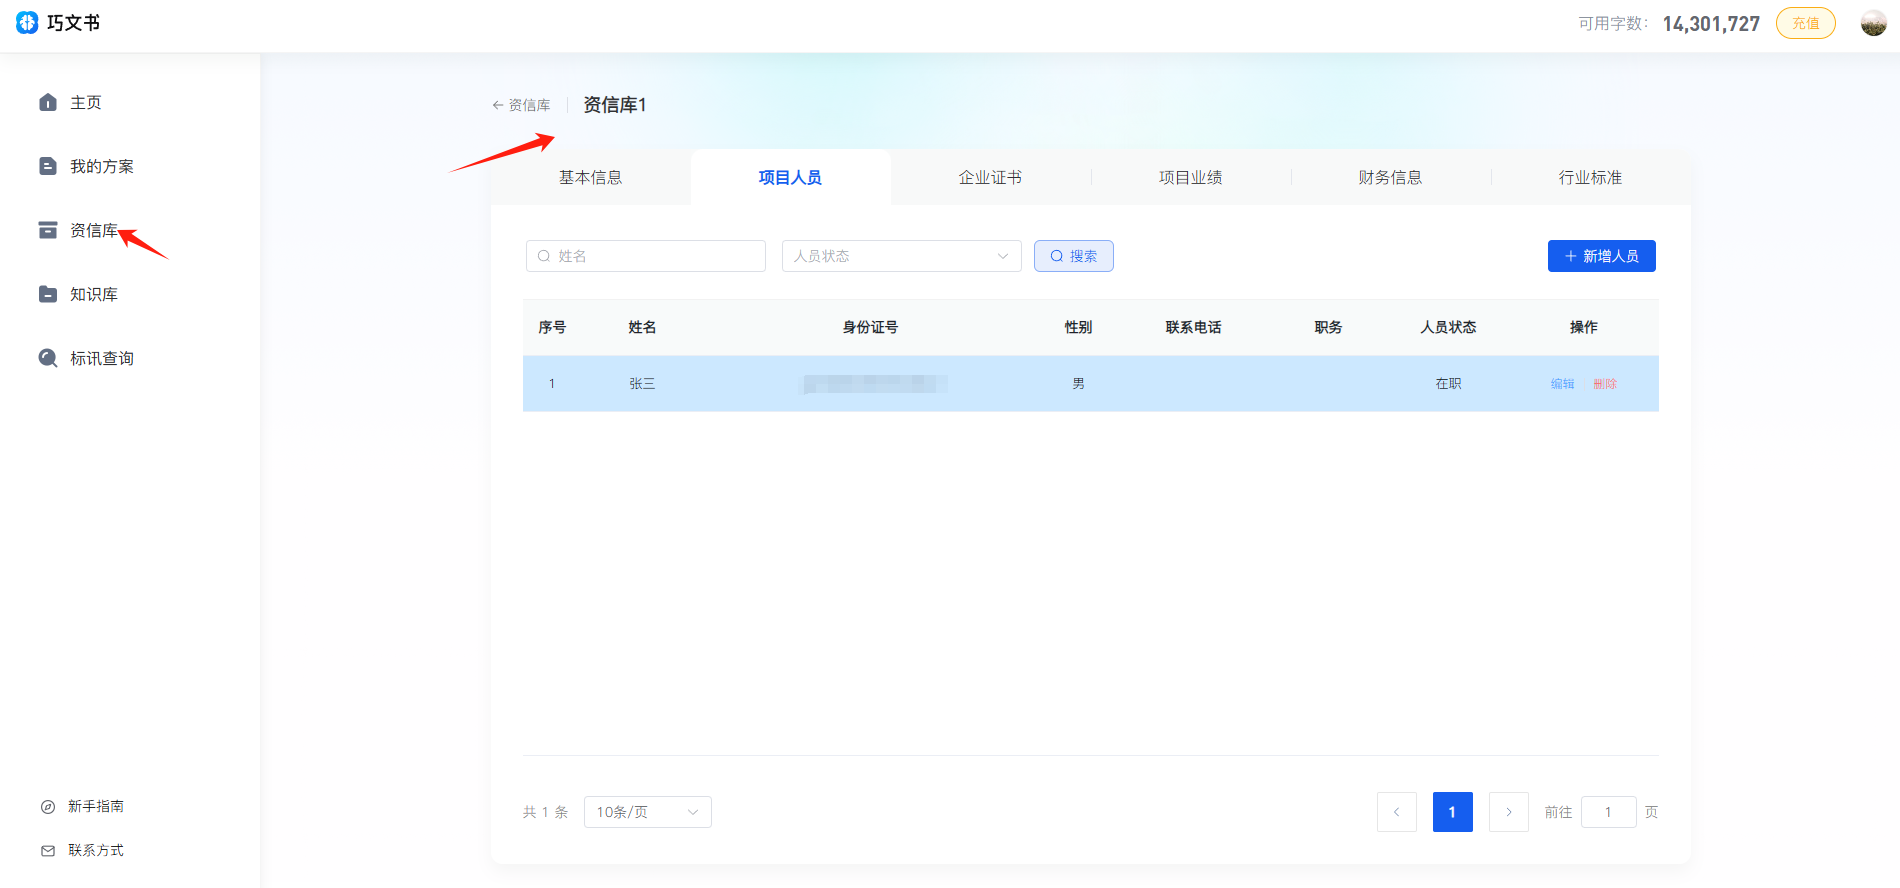 巧文书
可用字数： 14,301,727 充值
主页
我的方案
资信库
知识库
标讯查询
新手指南
联系方式
资信库 资信库1
基本信息 项目人员 企业证书 项目业绩 财务信息 行业标准
姓名 人员状态 搜索 新增人员
序号 姓名 身份证号 性别 联系电话 职务 人员状态 操作
1 张三 男 在职 编辑 删除
共 1 条 10条/页 1 前往 1 页